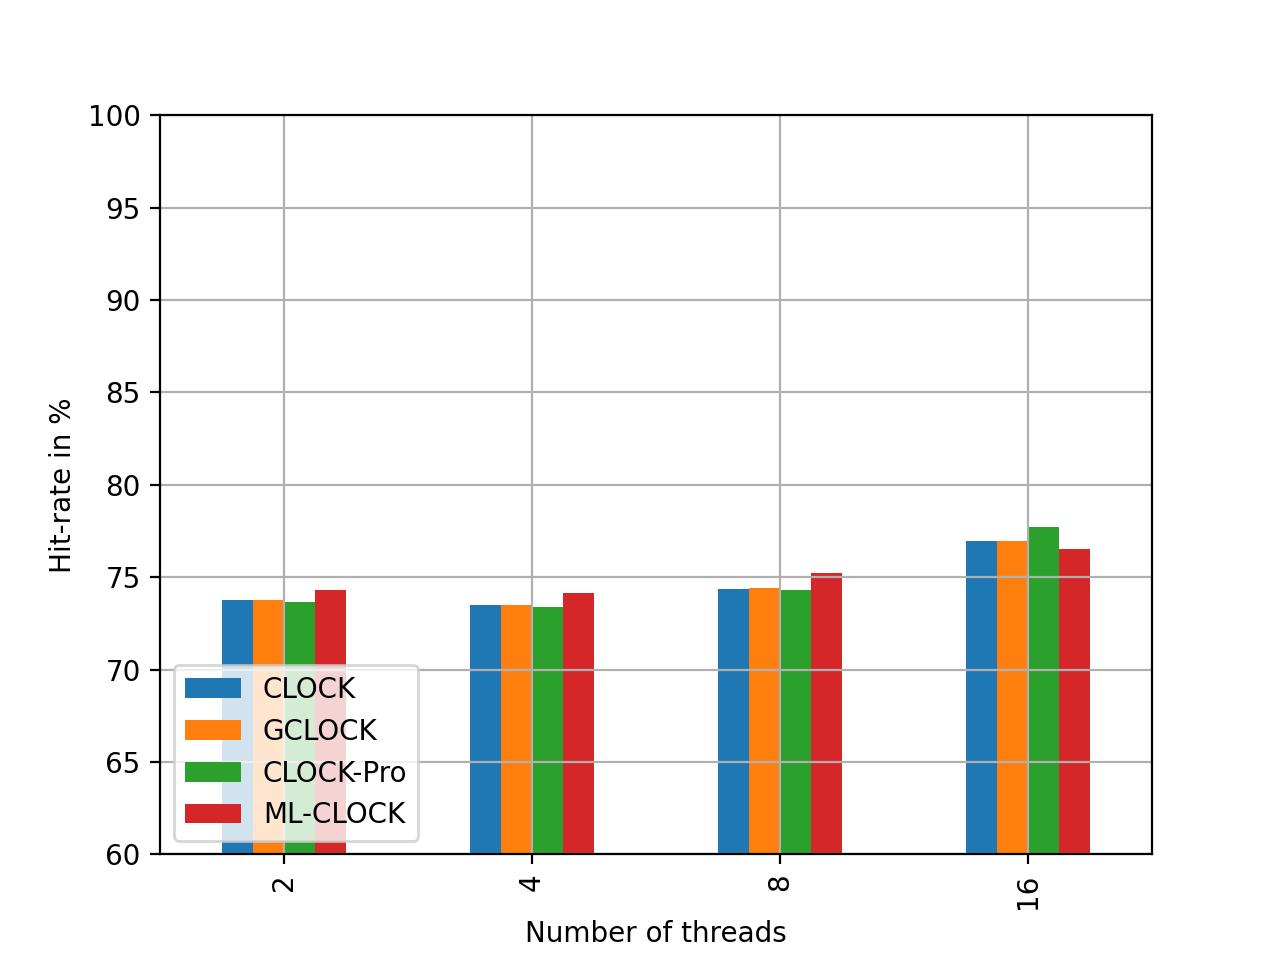 100
95
90
85
80
75
70
65
60
Hit-rate in %
CLOCK
GCLOCK
CLOCK-Pro
ML-CLOCK
2
4
8
16
Number of threads